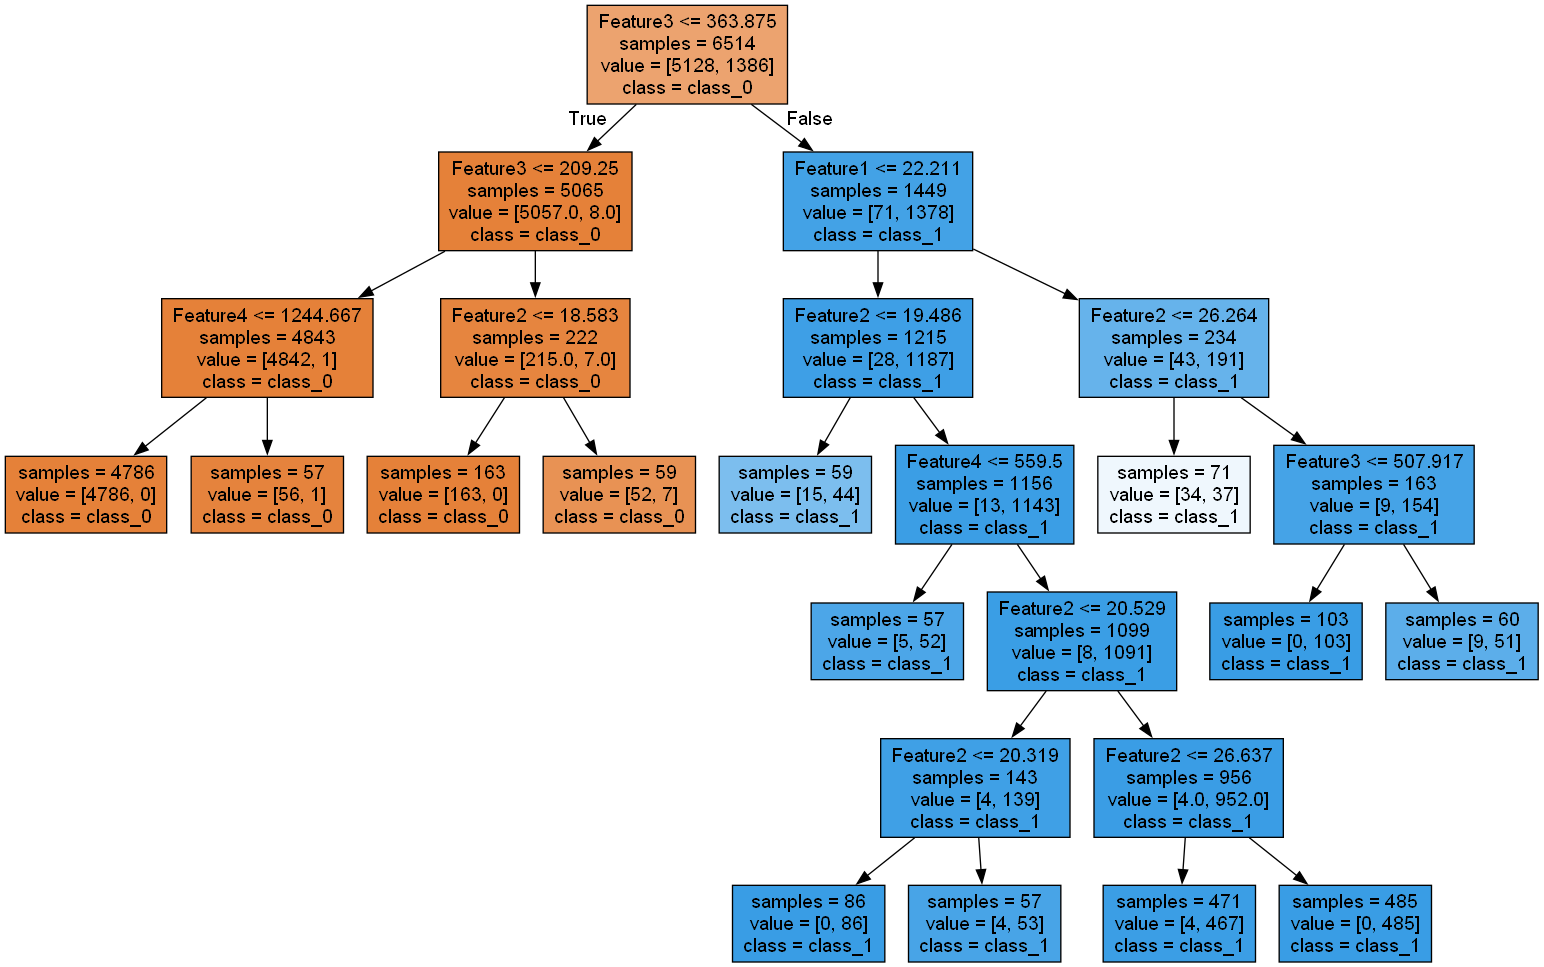 Feature3 <= 363.875
samples = 6514
value = [5128, 1386]
class = class_0
True
False
Feature3 <= 209.25
samples = 5065
value = [5057.0, 8.0]
class = class_0
Feature1 <= 22.211
samples = 1449
value = [71, 1378]
class = class_1
Feature4 <= 1244.667
samples = 4843
value = [4842, 1]
class = class_0
Feature2 <= 18.583
samples = 222
value = [215.0, 7.0]
class = class_0
Feature2 <= 19.486
samples = 1215
value = [28, 1187]
class = class_1
Feature2 <= 26.264
samples = 234
value = [43, 191]
class = class_1
samples = 4786
value = [4786, 0]
class = class_0
samples = 57
value = [56, 1]
class = class_0
samples = 163
value = [163, 0]
class = class_0
samples = 59
value = [52, 7]
class = class_0
samples = 59
value = [15, 44]
class = class_1
Feature4 <= 559.5
samples = 1156
value = [13, 1143]
class = class_1
samples = 71
value = [34, 37]
class = class_1
Feature3 <= 507.917
samples = 163
value = [9, 154]
class = class_1
samples = 57
value = [5, 52]
class = class_1
Feature2 <= 20.529
samples = 1099
value = [8, 1091]
class = class_1
samples = 103
value = [0, 103]
class = class_1
samples = 60
value = [9, 51]
class = class_1
Feature2 <= 20.319
samples = 143
value = [4, 139]
class = class_1
Feature2 <= 26.637
samples = 956
value = [4.0, 952.0]
class = class_1
samples = 86
value = [0, 86]
class = class_1
samples = 57
value = [4, 53]
class = class_1
samples = 471
value = [4, 467]
class = class_1
samples = 485
value = [0, 485]
class = class_1